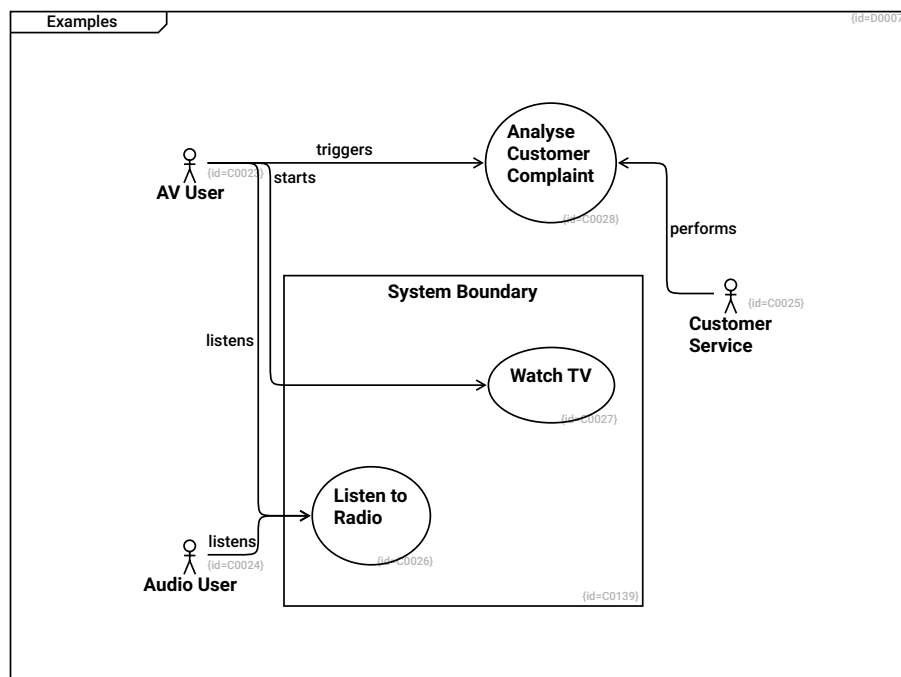 Examples
{id=D0007
Analyse
Customer
Complaint
{id=C0028}
triggers
{id=C0023}
AV User
starts
performs
System Boundary
{id=C0025}
Customer
Service
listens
Watch TV
{id=C0027}
Listen to
Radio
{id=C0026}
listens
{id=C0024}
Audio User
{id=C0139}